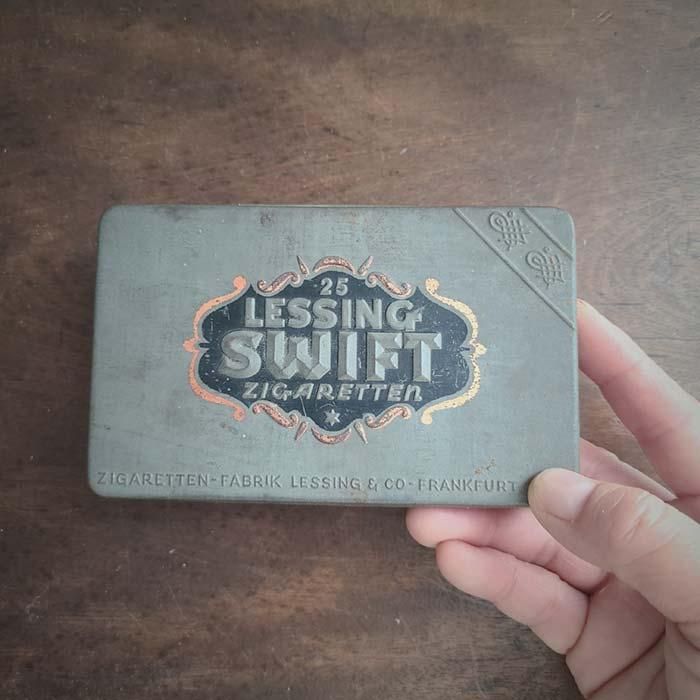 25
LESSING
SWIFT
ZIGARETTEN
ZIGARETTEN-FABRIK LESSING & CO-FRANKFURT